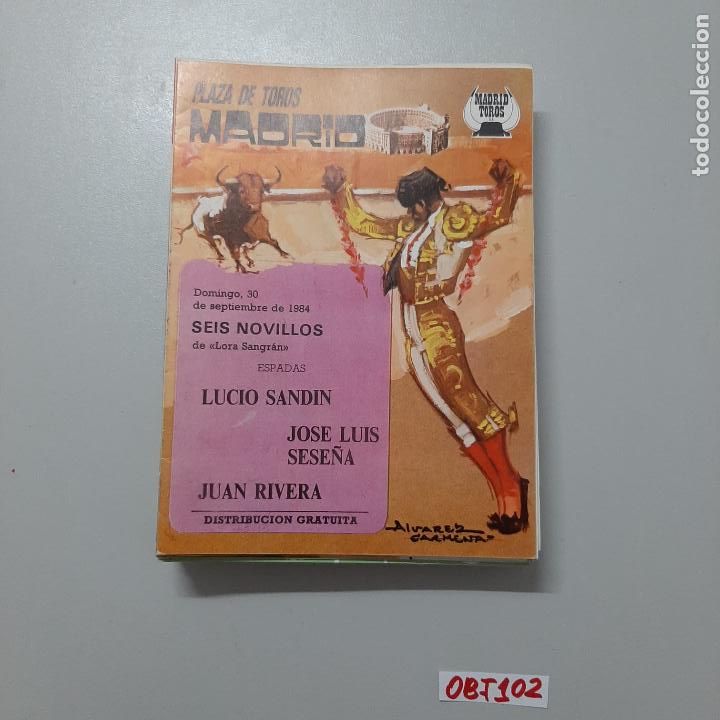 PLAZA DE TOROS
MADRID
MADRID
TOROS
Domingo, 30
de septiembre de 1984
SEIS NOVILLOS
de «Lora Sangrán»
ESPADAS
LUCIO SANDIN
JOSE LUIS
SESEÑA
JUAN RIVERA
DISTRIBUCION GRATUITA
ALVAREZ
CARMENA
OBJ102
todocoleccion